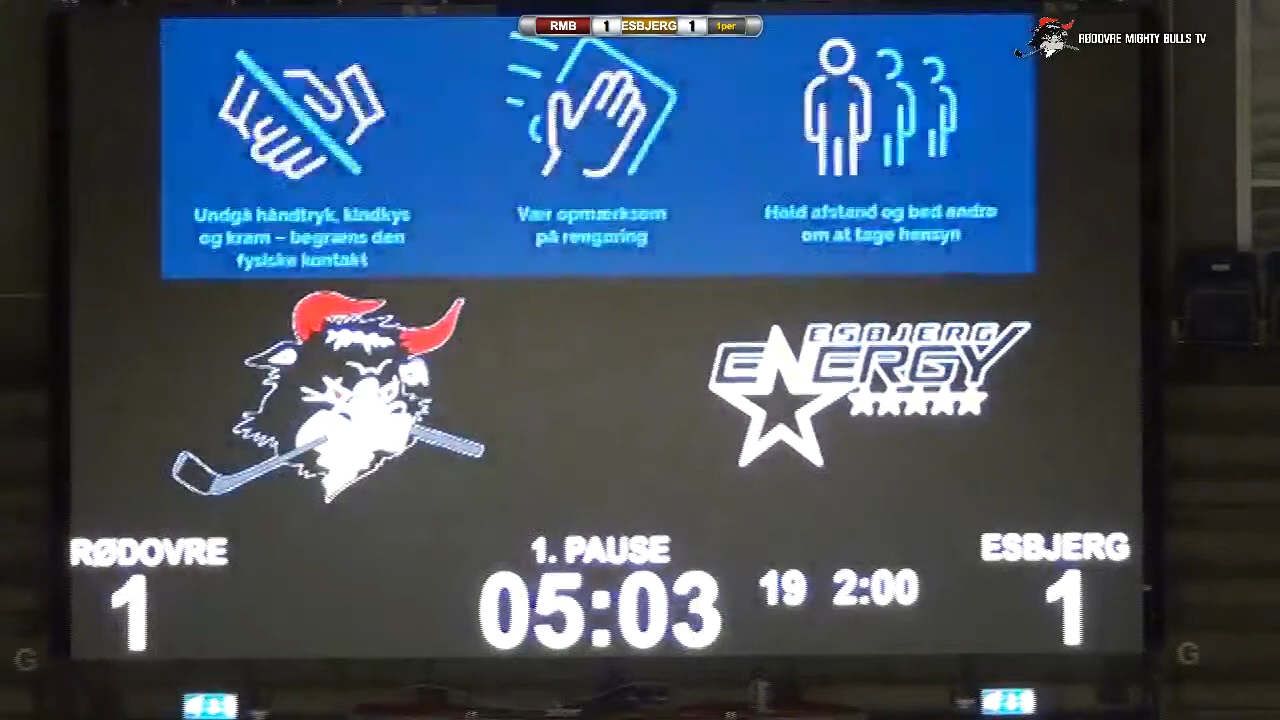 RMB 1 ESBJERG 1 1per
RØDOVRE MIGHTY BULLS TV
Undgå håndtryk, kindkys
og kram – begræns den
fysiske kontakt
Vær opmærksom
på rengøring
Hold afstand og bed andre
om at tage hensyn
ESBJERG
ENERGY
RØDOVRE
1
1. PAUSE
05:03
19 2:00
ESBJERG
1
G
G